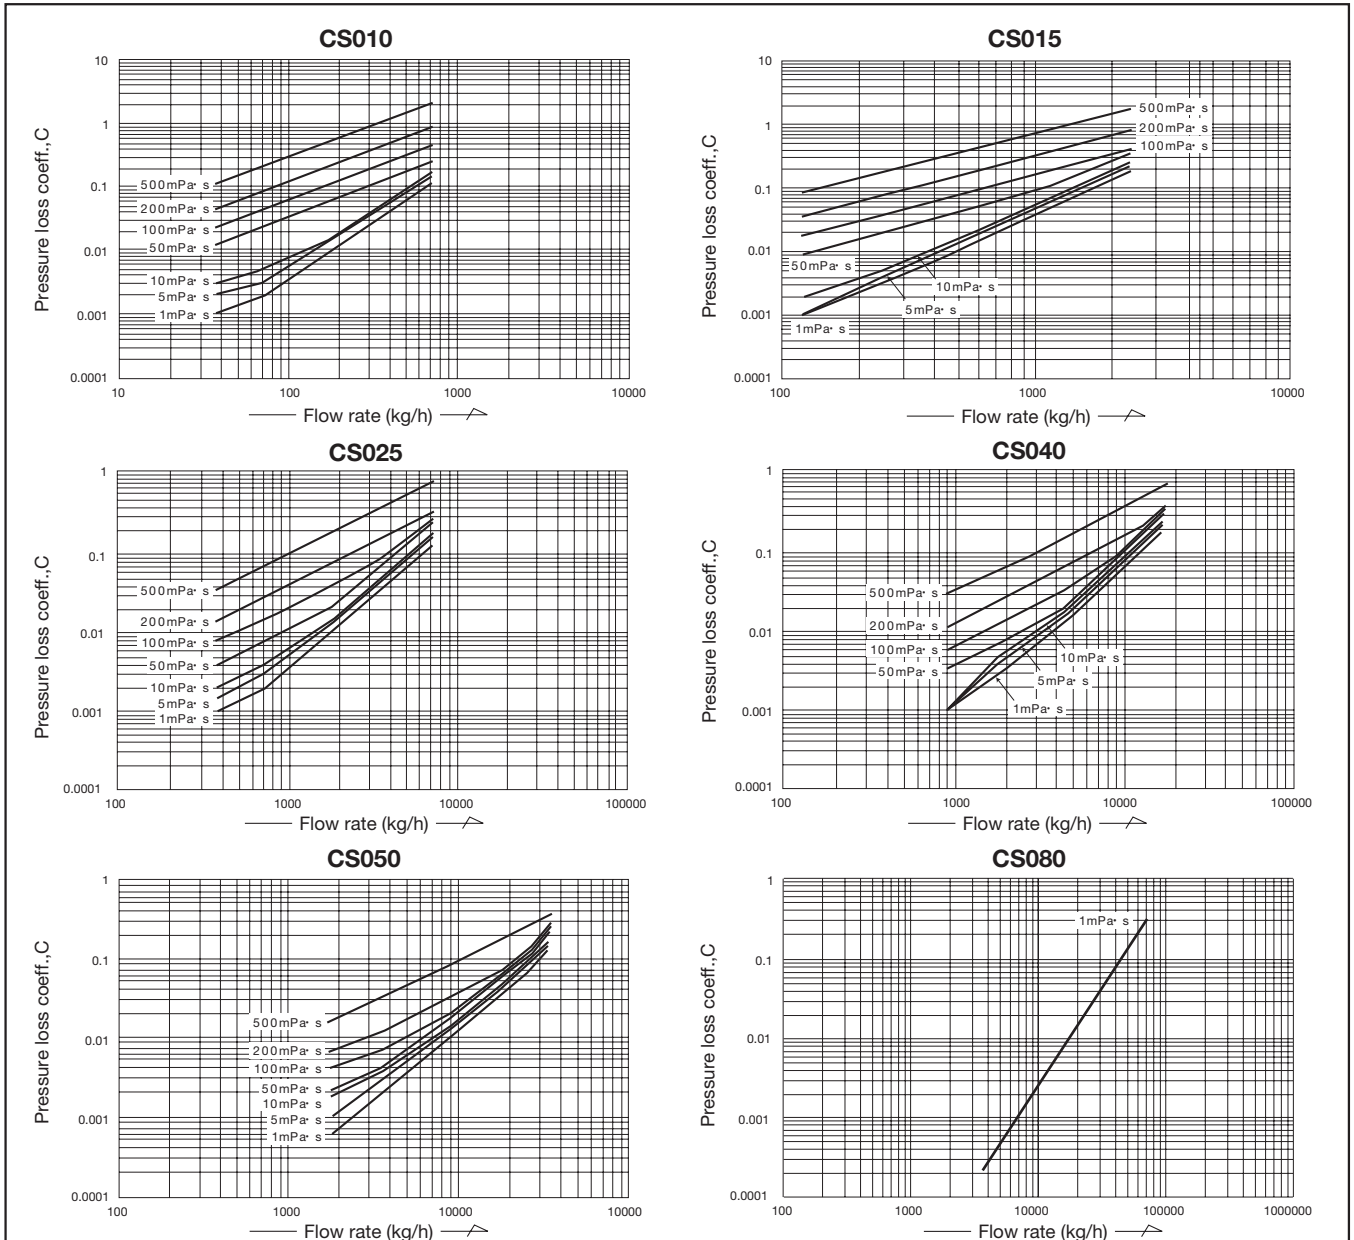 CS010
Pressure loss coeff.,C
10
1
0.1
0.01
0.001
0.0001
500mPa· s
200mPa· s
100mPa· s
50mPa· s
10mPa· s
5mPa· s
1mPa· s
10 100 1000 10000
Flow rate (kg/h)
CS015
Pressure loss coeff.,C
10
1
0.1
0.01
0.001
0.0001
500mPa· s
200mPa· s
100mPa· s
50mPa· s
10mPa· s
5mPa· s
1mPa· s
100 1000 10000
Flow rate (kg/h)
CS025
Pressure loss coeff.,C
1
0.1
0.01
0.001
0.0001
500mPa· s
200mPa· s
100mPa· s
50mPa· s
10mPa· s
5mPa· s
1mPa· s
100 1000 10000 100000
Flow rate (kg/h)
CS040
Pressure loss coeff.,C
1
0.1
0.01
0.001
0.0001
500mPa· s
200mPa· s
100mPa· s
50mPa· s
10mPa· s
5mPa· s
1mPa· s
100 1000 10000 100000
Flow rate (kg/h)
CS050
Pressure loss coeff.,C
1
0.1
0.01
0.001
0.0001
500mPa· s
200mPa· s
100mPa· s
50mPa· s
10mPa· s
5mPa· s
1mPa· s
100 1000 10000 10000
Flow rate (kg/h)
CS080
Pressure loss coeff.,C
1
0.1
0.01
0.001
0.0001
1mPa· s
100 1000 10000 100000 1000000
Flow rate (kg/h)